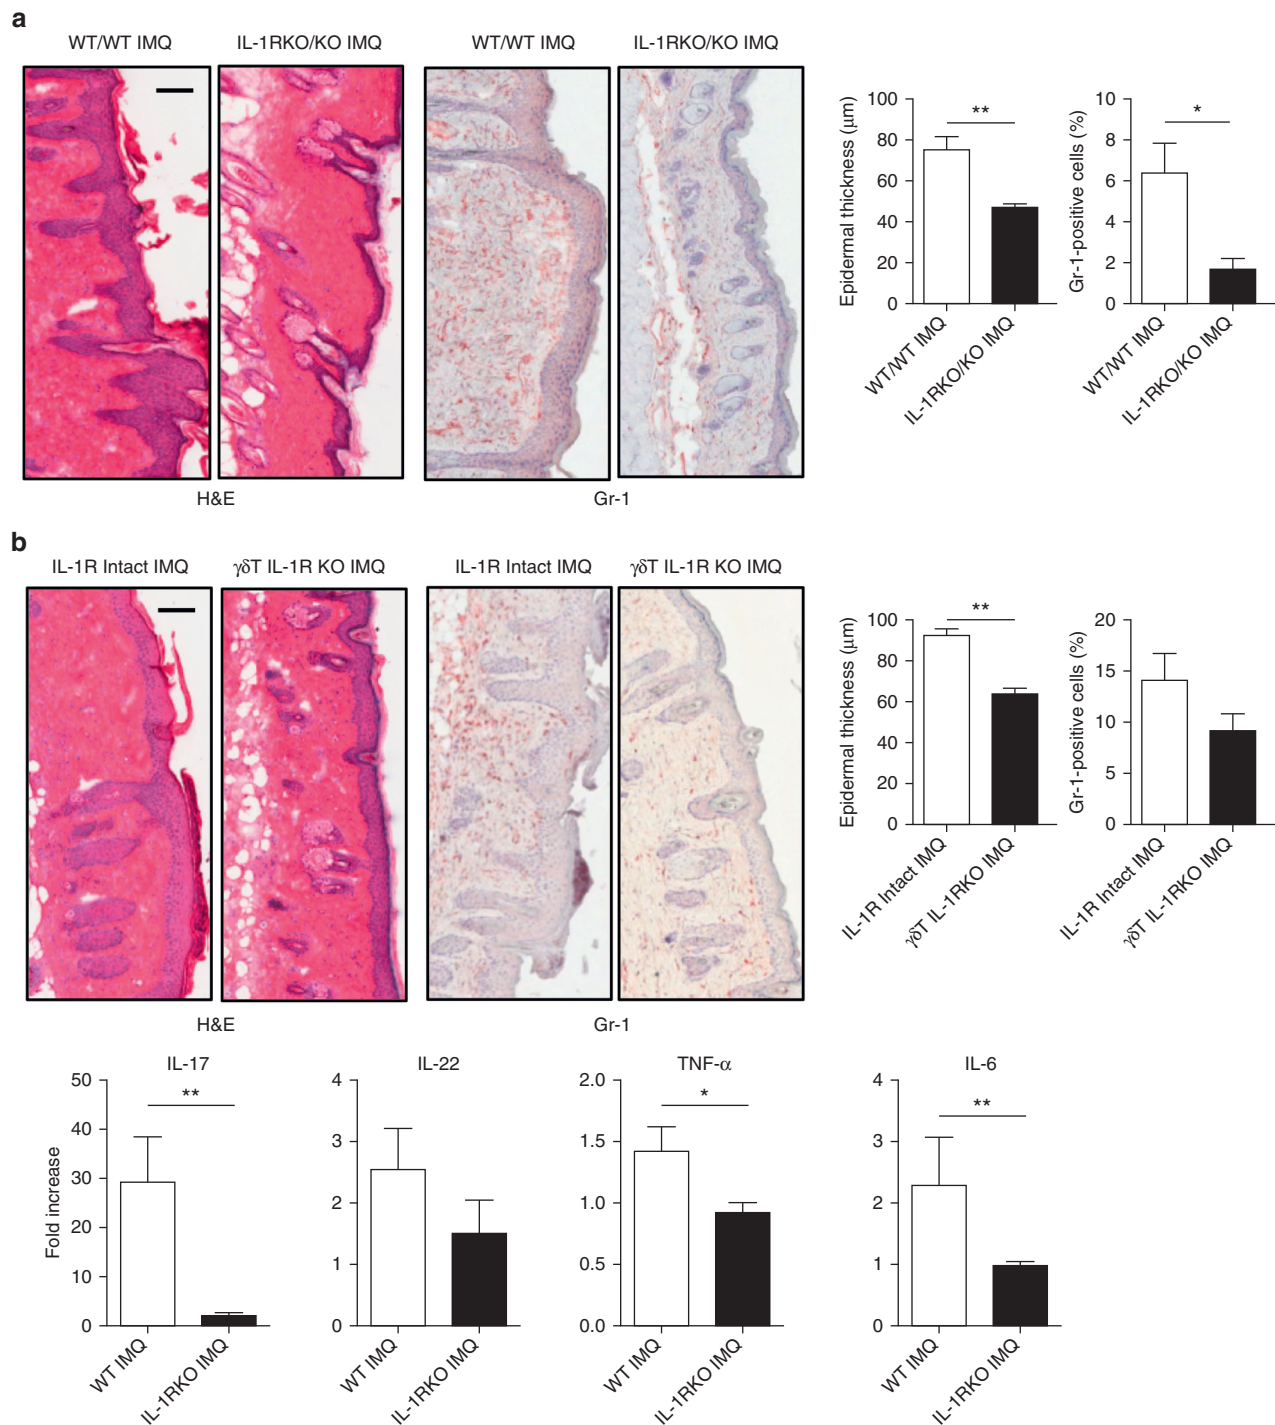 a
WT/WT IMQ
IL-1RKO/KO IMQ
WT/WT IMQ
IL-1RKO/KO IMQ
H&E
Gr-1
Epidermal thickness (μm)
100
80
60
40
20
0
**
WT/WT IMQ
IL-1RKO/KO IMQ
Gr-1-positive cells (%)
10
8
6
4
2
0
*
WT/WT IMQ
IL-1RKO/KO IMQ
b
IL-1R Intact IMQ
γδT IL-1R KO IMQ
IL-1R Intact IMQ
γδT IL-1R KO IMQ
H&E
Gr-1
Epidermal thickness (μm)
100
80
60
40
20
0
**
IL-1R Intact IMQ
γδT IL-1RKO IMQ
Gr-1-positive cells (%)
20
15
10
5
0
IL-1R Intact IMQ
γδT IL-1RKO IMQ
IL-17
Fold increase
50
40
30
20
10
0
**
WT IMQ
IL-1RKO IMQ
IL-22
4
3
2
1
0
WT IMQ
IL-1RKO IMQ
TNF-α
2.0
1.5
1.0
0.5
0.0
*
WT IMQ
IL-1RKO IMQ
IL-6
4
3
2
1
0
**
WT IMQ
IL-1RKO IMQ